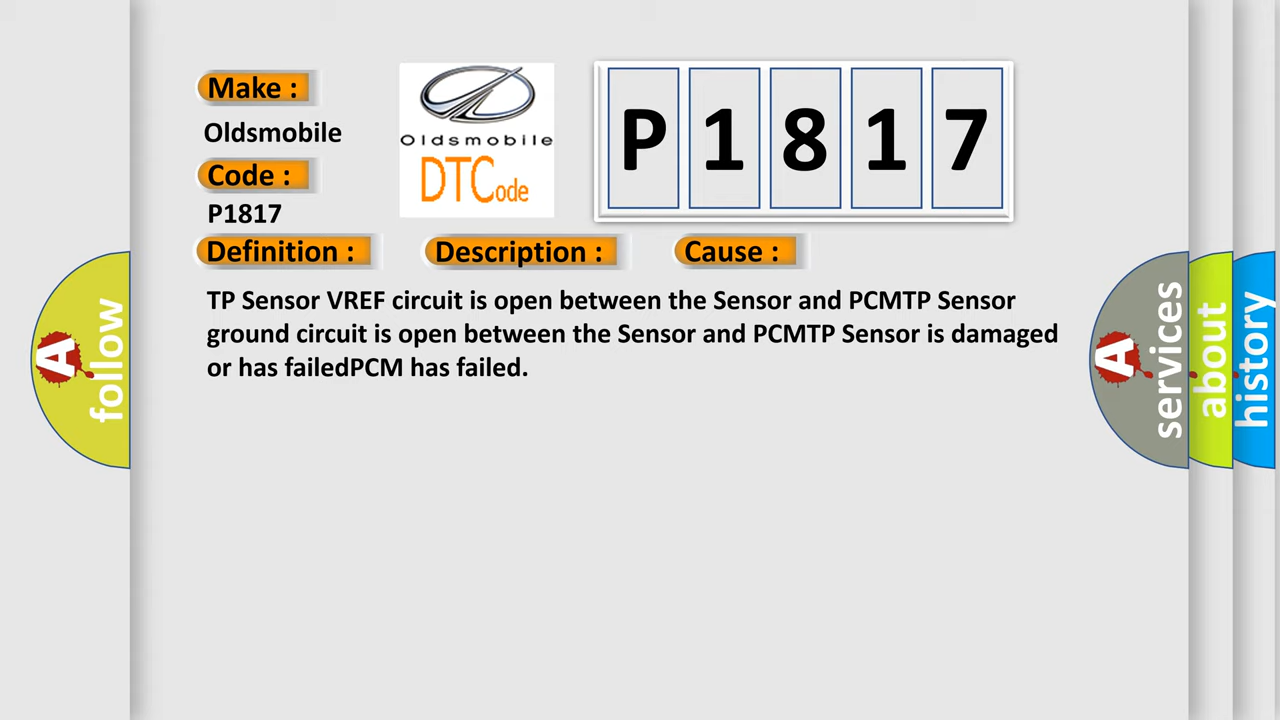 Make :
Oldsmobile
Code :
P1817
Oldsmobile
DTCode
P 1 8 1 7
Definition :
Description :
Cause :
TP Sensor VREF circuit is open between the Sensor and PCMTP Sensor
ground circuit is open between the Sensor and PCMTP Sensor is damaged
or has failedPCM has failed.
A follow
A services
about
history